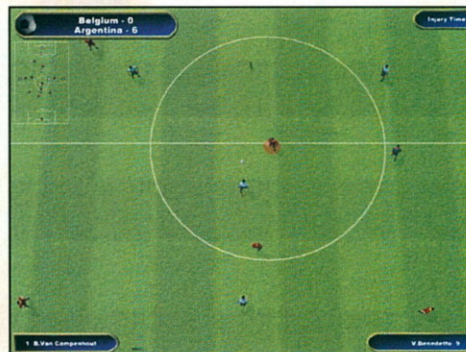 Belgium - 0
Argentina - 6
Injury Time
1 B.Van Campenhout
V.Benedetto 9